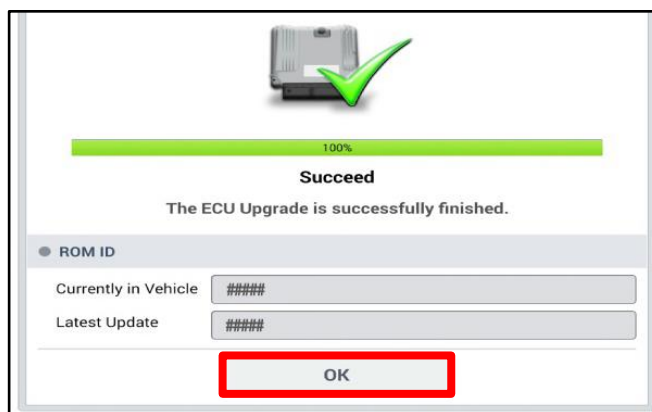 100%
Succeed
The ECU Upgrade is successfully finished.
ROM ID
Currently in Vehicle #####
Latest Update #####
OK